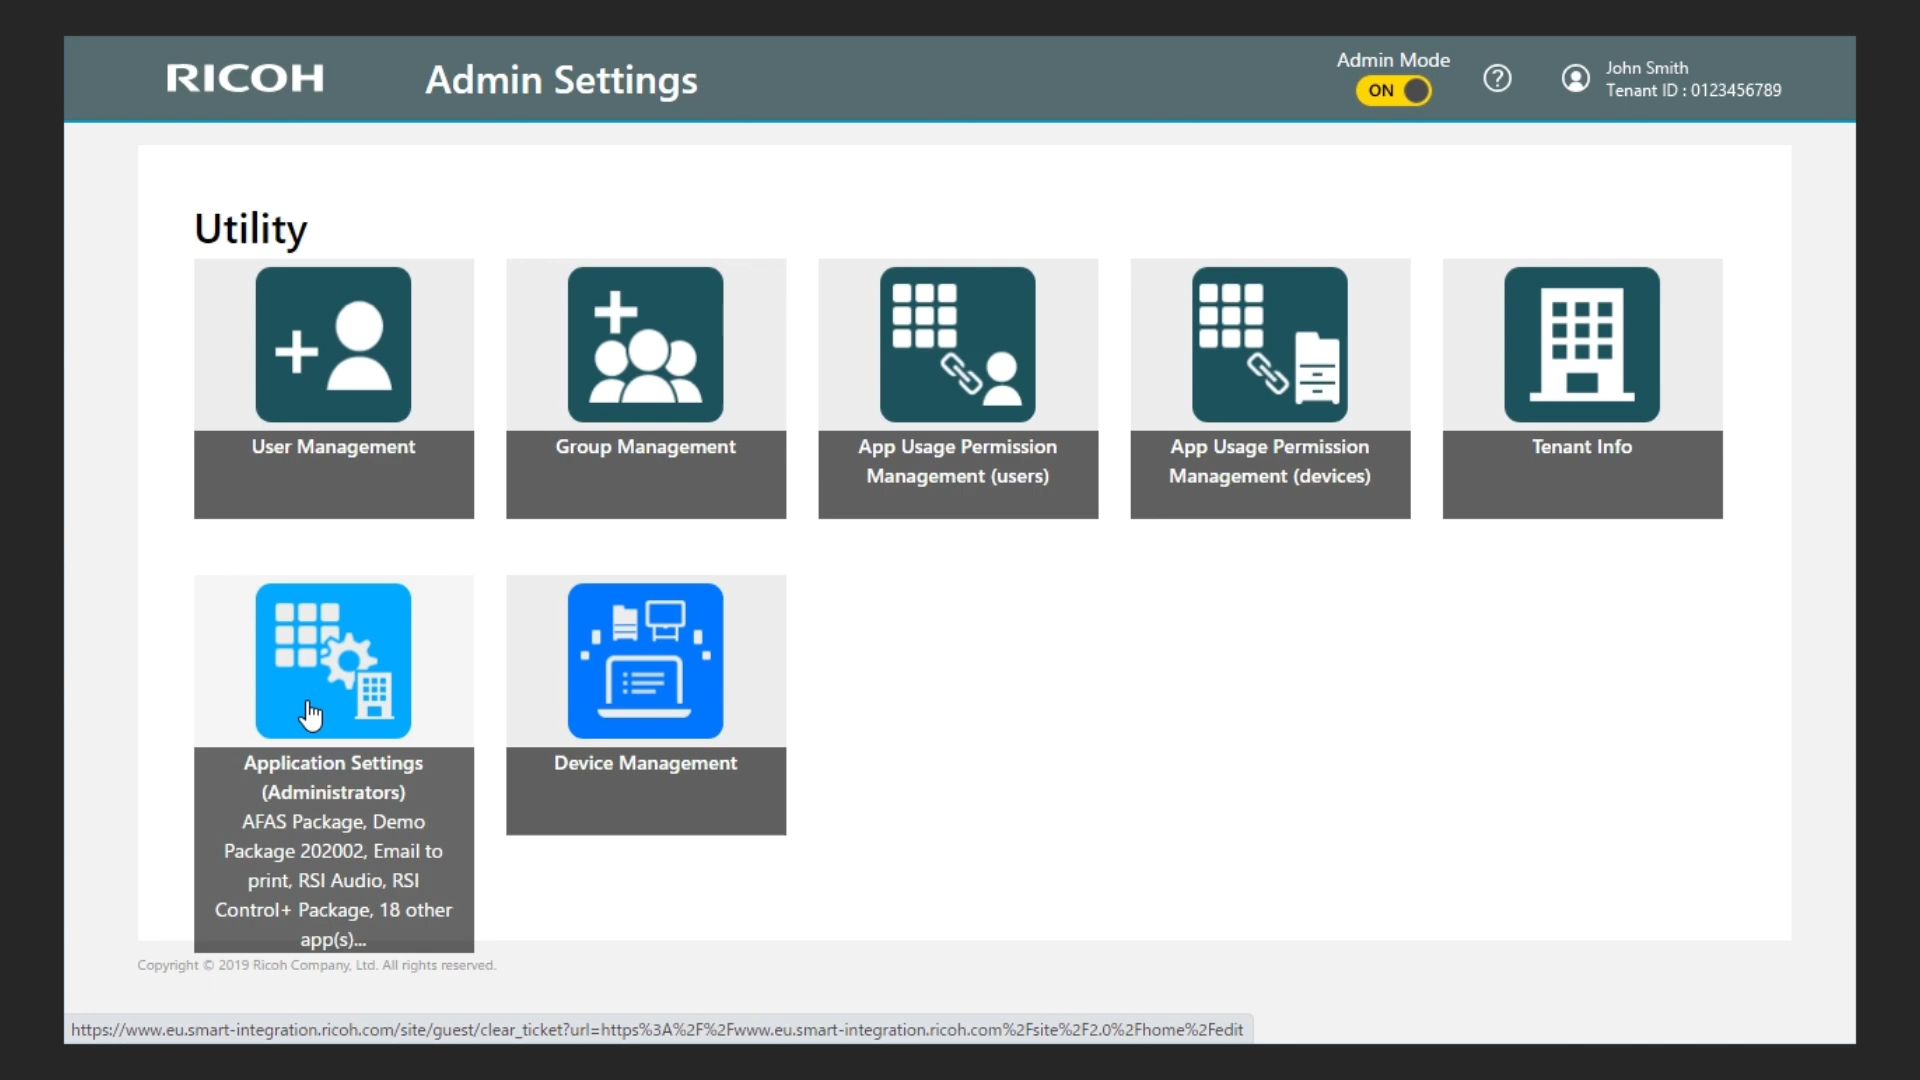 RICOH
Admin Settings
Admin Mode
ON
?
John Smith
Tenant ID : 0123456789
Utility
User Management
Group Management
App Usage Permission
Management (users)
App Usage Permission
Management (devices)
Tenant Info
Application Settings
(Administrators)
AFAS Package, Demo
Package 202002, Email to
print, RSI Audio, RSI
Control+ Package, 18 other
app(s)...
Device Management
Copyright © 2019 Ricoh Company, Ltd. All rights reserved.
https://www.eu.smart-integration.ricoh.com/site/guest/clear_ticket?url=https%3A%2F%2Fwww.eu.smart-integration.ricoh.com%2Fsite%2F2.0%2Fhome%2Fedit